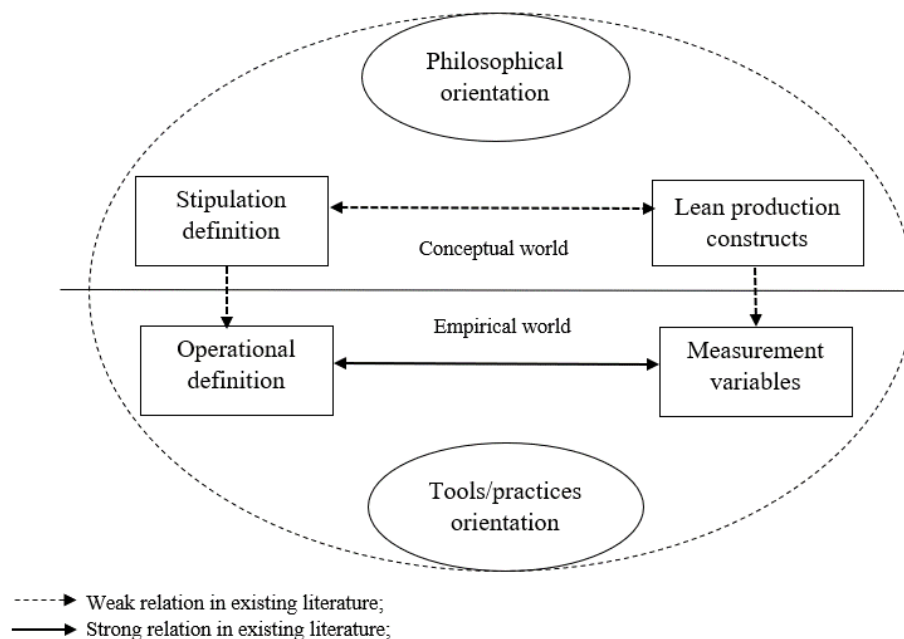 Philosophical
orientation
Stipulation
definition
Lean production
constructs
Conceptual world
Empirical world
Operational
definition
Measurement
variables
Tools/practices
orientation
Weak relation in existing literature;
Strong relation in existing literature;